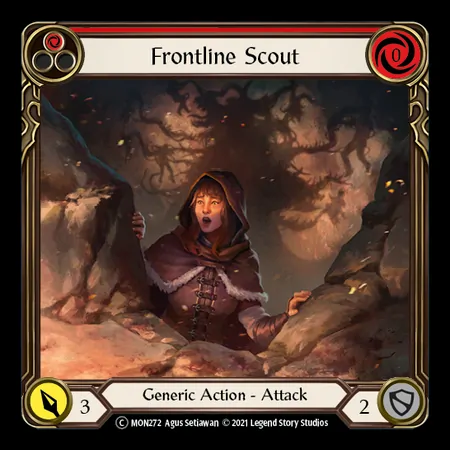 Frontline Scout
0
Generic Action - Attack
3
2
C MON272 Agus Setiawan © 2021 Legend Story Studios